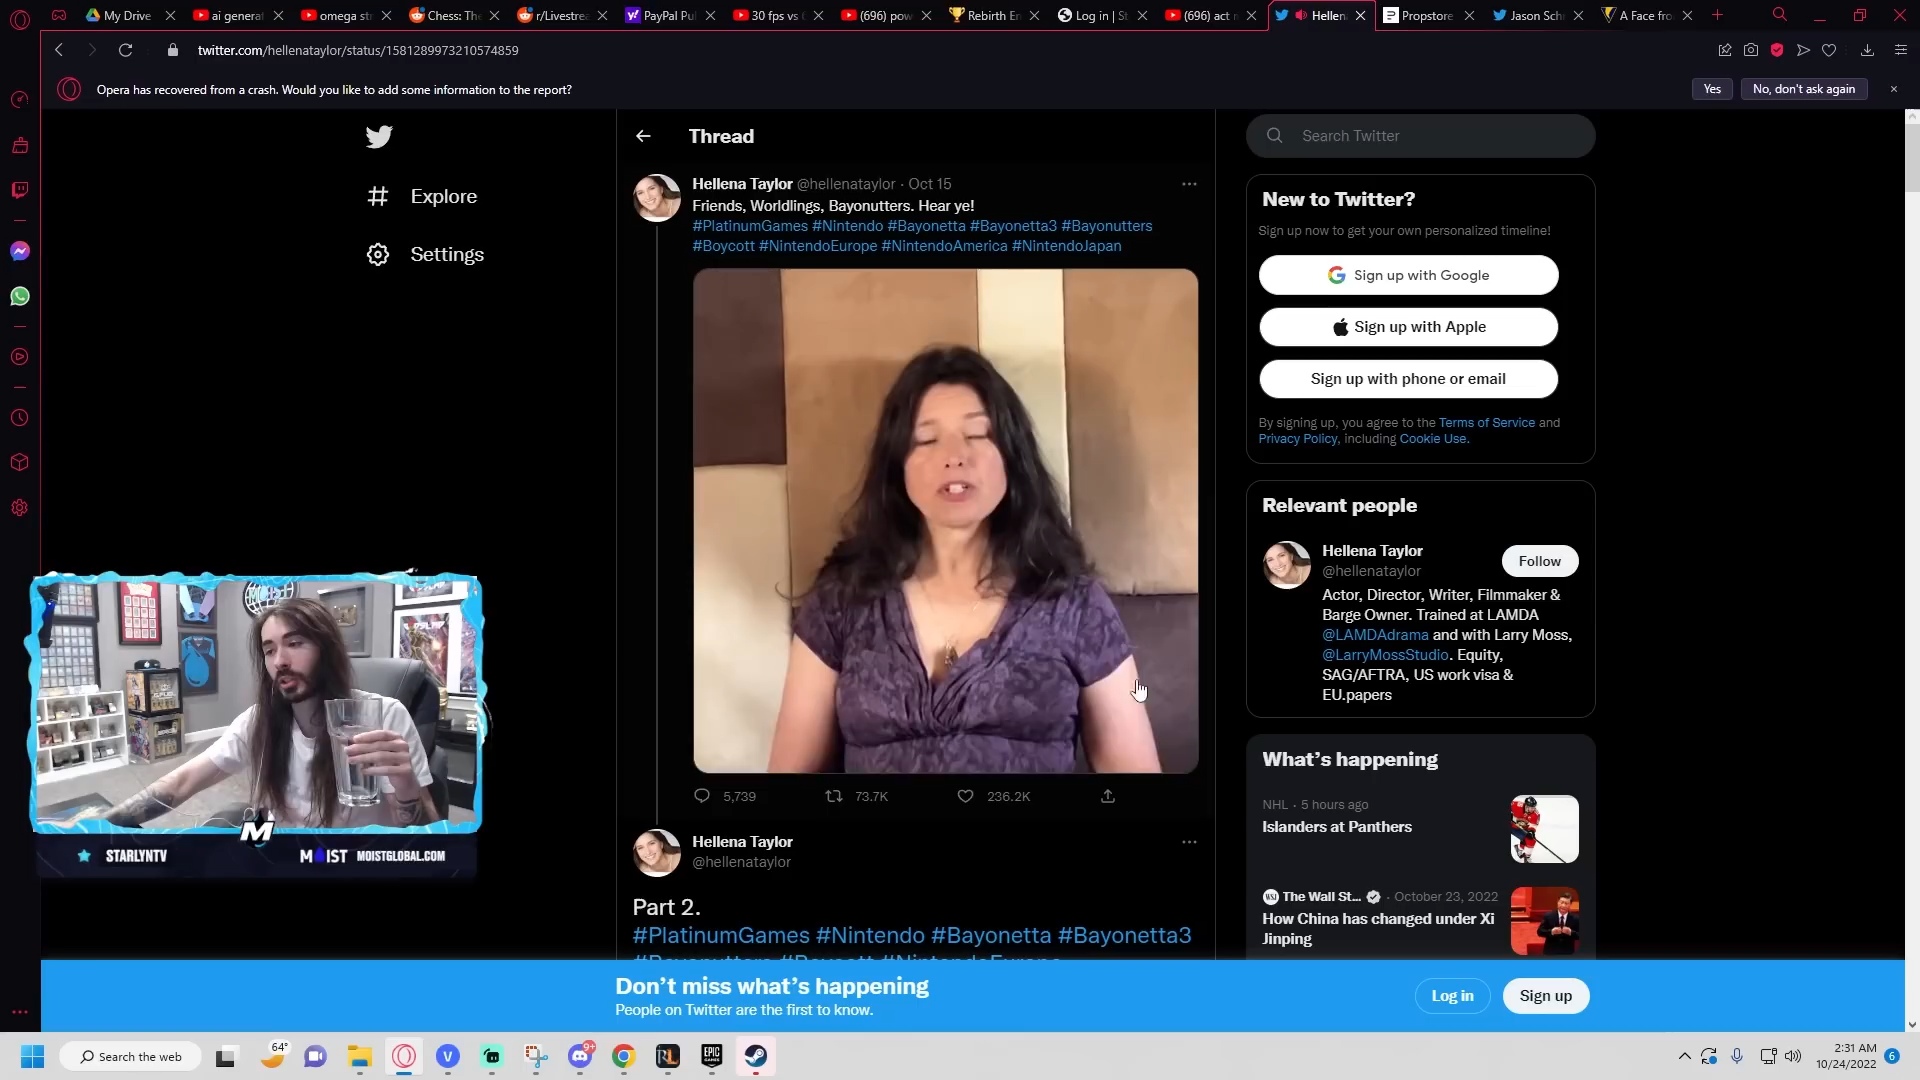 My Drive
ai general
omega st
Chess: The
r/Livestrea
PayPal Pu
30 fps vs
(696) pow
Rebirth En
Log in | S
(696) act
Hellen
Propstore
Jason Sch
A Face fro
twitter.com/hellenataylor/status/1581289973210574859
Opera has recovered from a crash. Would you like to add some information to the report?
Yes
No, don't ask again
Explore
Settings
Thread
Hellena Taylor @hellenataylor · Oct 15
Friends, Worldlings, Bayonutters. Hear ye!
#PlatinumGames #Nintendo #Bayonetta #Bayonetta3 #Bayonutters
#Boycott #NintendoEurope #NintendoAmerica #NintendoJapan
5,739
73.7K
236.2K
Hellena Taylor
@hellenataylor
Part 2.
#PlatinumGames #Nintendo #Bayonetta #Bayonetta3
#Bayonutters #Boycott #NintendoEurope
Search Twitter
New to Twitter?
Sign up now to get your own personalized timeline!
Sign up with Google
Sign up with Apple
Sign up with phone or email
By signing up, you agree to the Terms of Service and
Privacy Policy, including Cookie Use.
Relevant people
Hellena Taylor
@hellenataylor
Follow
Actor, Director, Writer, Filmmaker &
Barge Owner. Trained at LAMDA
@LAMDAdrama and with Larry Moss,
@LarryMossStudio. Equity,
SAG/AFTRA, US work visa &
EU.papers
What's happening
NHL · 5 hours ago
Islanders at Panthers
The Wall St... · October 23, 2022
How China has changed under Xi
Jinping
M
STARLYNTV
MOIST MOISTGLOBAL.COM
Don't miss what's happening
People on Twitter are the first to know.
Log in
Sign up
Search the web
64°
9+
V
RL
EPIC
GAMES
2:31 AM
10/24/2022
6